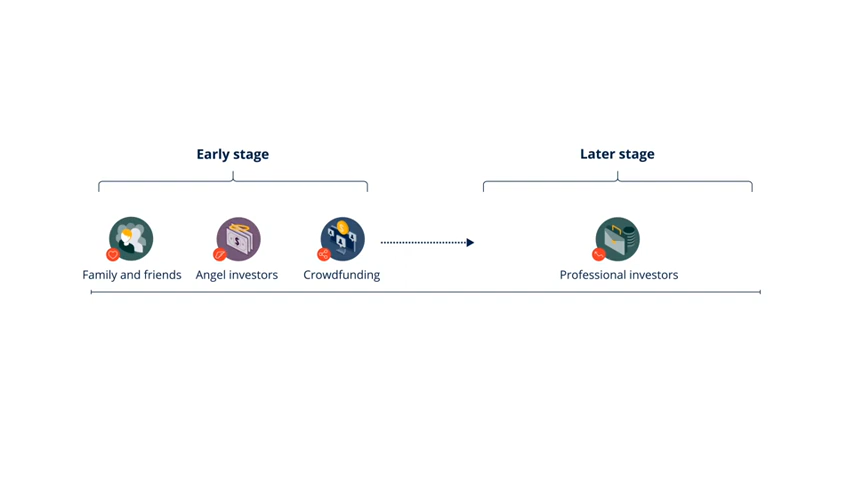 Early stage
Later stage
Family and friends
Angel investors
Crowdfunding
Professional investors